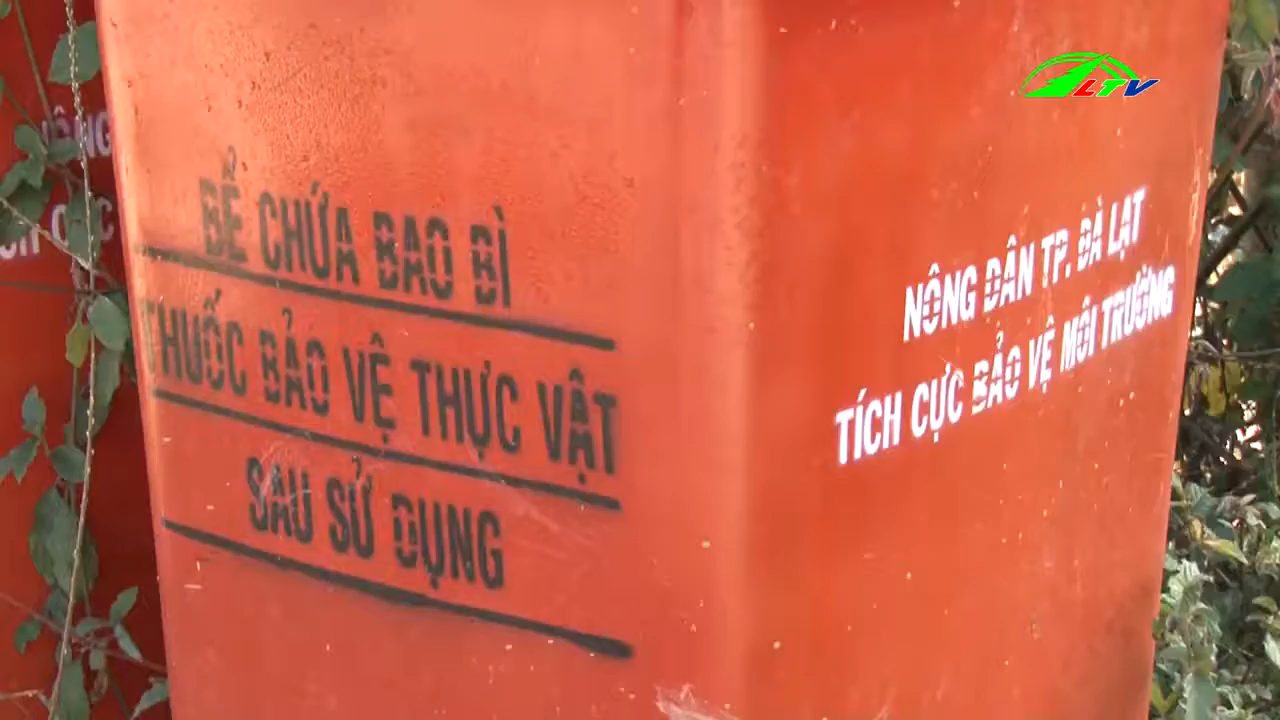 BỂ CHỨA BAO BÌ
THUỐC BẢO VỆ THỰC VẬT
SAU SỬ DỤNG
NÔNG DÂN TP. ĐÀ LẠT
TÍCH CỰC BẢO VỆ MÔI TRƯỜNG
LTV